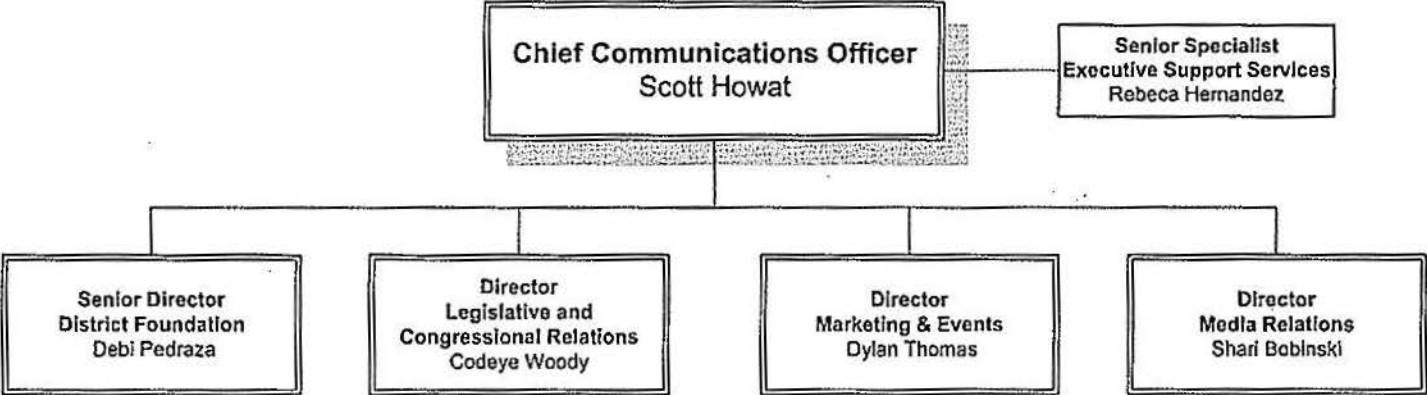 Chief Communications Officer
Scott Howat
Senior Specialist
Executive Support Services
Rebeca Hernandez
Senior Director
District Foundation
Debi Pedraza
Director
Legislative and
Congressional Relations
Codeye Woody
Director
Marketing & Events
Dylan Thomas
Director
Media Relations
Shari Bobinski